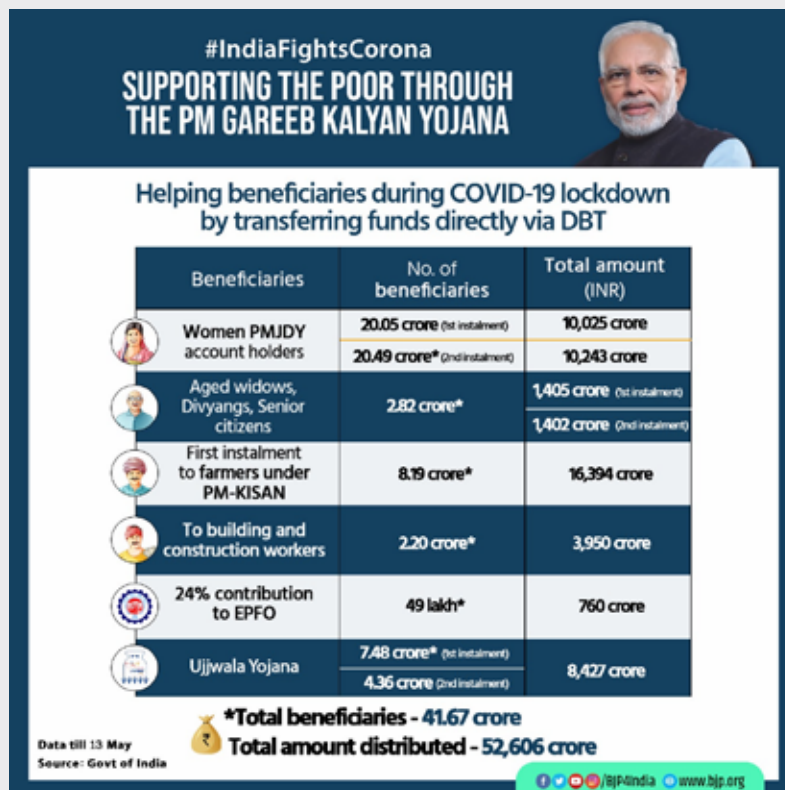 #IndiaFightsCorona
SUPPORTING THE POOR THROUGH
THE PM GAREEB KALYAN YOJANA
Helping beneficiaries during COVID-19 lockdown
by transferring funds directly via DBT
Beneficiaries
No. of
beneficiaries
Total amount
(INR)
Women PMJDY
account holders
20.05 crore (1st instalment)
10,025 crore
20.49 crore* (2nd instalment)
10,243 crore
Aged widows,
Divyangs, Senior
citizens
2.82 crore*
1,405 crore (1st instalment)
1,402 crore (2nd instalment)
First instalment
to farmers under
PM-KISAN
8.19 crore*
16,394 crore
To building and
construction workers
2.20 crore*
3,950 crore
24% contribution
to EPFO
49 lakh*
760 crore
Ujjwala Yojana
7.48 crore* (1st instalment)
4.36 crore (2nd instalment)
8,427 crore
*Total beneficiaries - 41.67 crore
Total amount distributed - 52,606 crore
Data till 13 May
Source: Govt of India
/BJP4India www.bjp.org